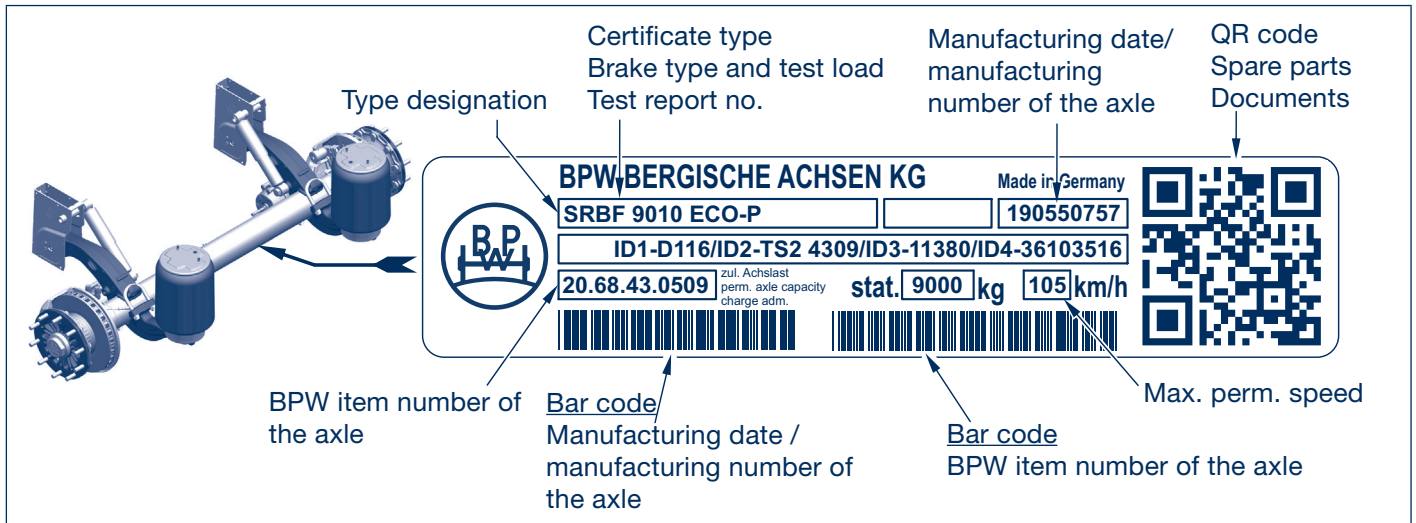 Certificate type
Brake type and test load
Test report no.
Manufacturing date/
manufacturing
number of the axle
QR code
Spare parts
Documents
Type designation
BPW BERGISCHE ACHSEN KG
Made in Germany
SRBF 9010 ECO-P
190550757
BPW
ID1-D116/ID2-TS2 4309/ID3-11380/ID4-36103516
20.68.43.0509
zul. Achslast
perm. axle capacity
charge adm.
stat. 9000 kg
105 km/h
BPW item number of
the axle
Bar code
Manufacturing date /
manufacturing number of
the axle
Bar code
BPW item number of the axle
Max. perm. speed